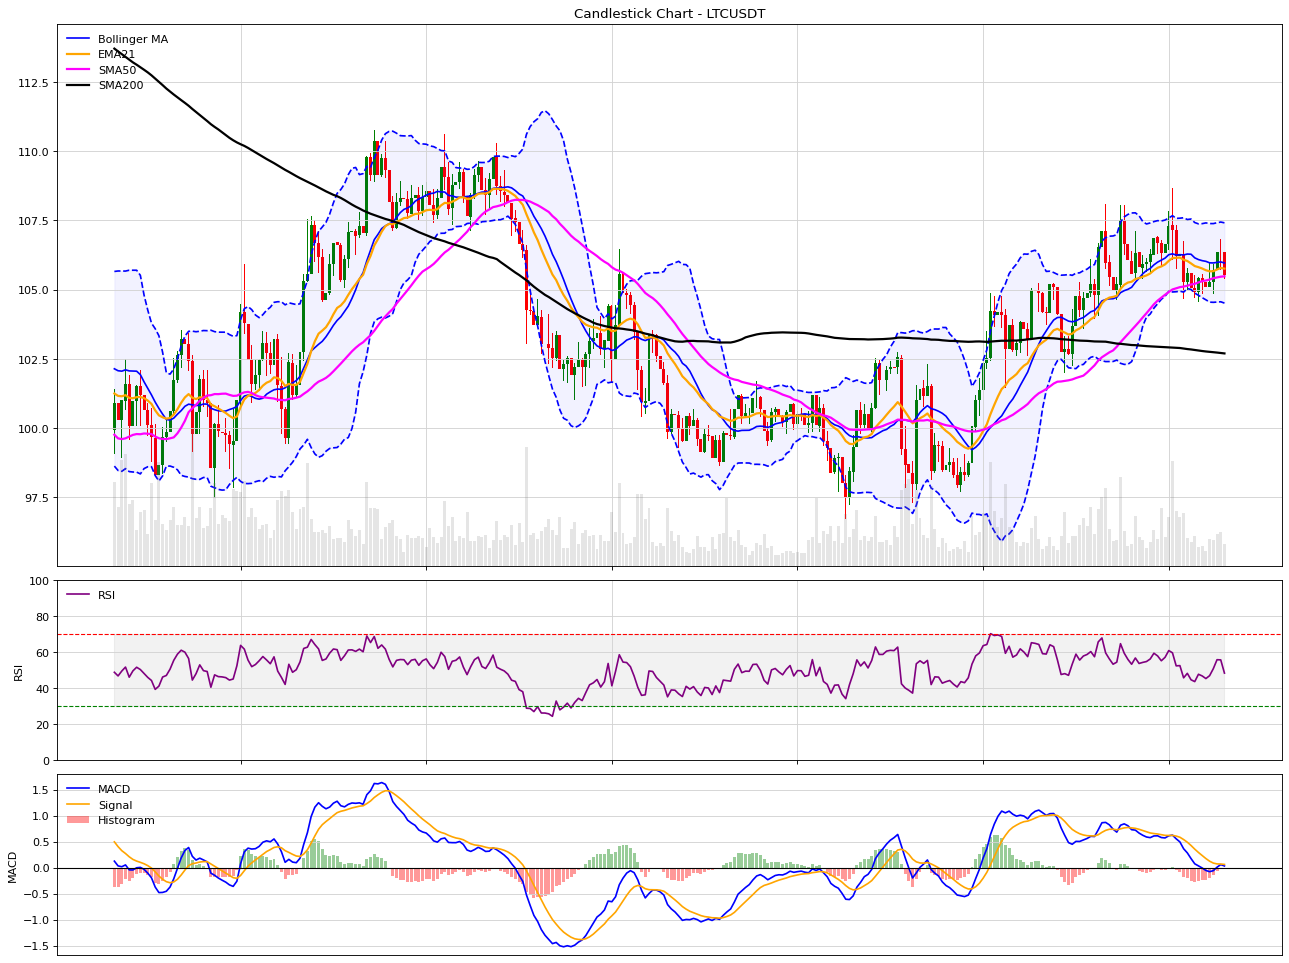 Candlestick Chart - LTCUSDT
Bollinger MA
EMA21
SMA50
SMA200
112.5
110.0
107.5
105.0
102.5
100.0
97.5
RSI
RSI
100
80
60
40
20
0
MACD
Signal
Histogram
MACD
1.5
1.0
0.5
0.0
−0.5
−1.0
−1.5